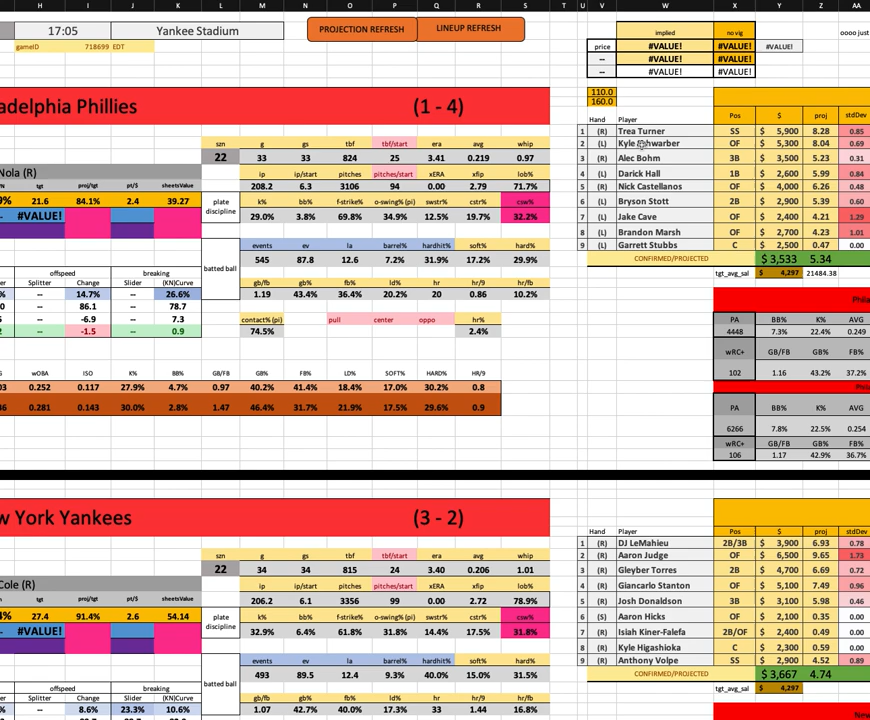 H I J K L M N O P Q R S T U V W X Y Z AA
17:05 Yankee Stadium PROJECTION REFRESH LINEUP REFRESH
gameID 718699 EDT
implied no vig oooo just
price #VALUE! #VALUE! #VALUE!
-- #VALUE! #VALUE!
-- #VALUE! #VALUE!
110.0
160.0
adelphia Phillies (1 - 4)
Hand Player Pos $ proj stdDev
1 (R) Trea Turner SS $ 5,900 8.28 0.85
2 (L) Kyle Schwarber OF $ 5,300 8.04 0.69
3 (R) Alec Bohm 3B $ 3,500 5.23 0.31
4 (L) Darick Hall 1B $ 2,600 5.99 0.84
5 (R) Nick Castellanos OF $ 4,000 6.26 0.48
6 (L) Bryson Stott 2B $ 2,900 5.39 0.60
7 (L) Jake Cave OF $ 2,400 4.21 1.29
8 (L) Brandon Marsh OF $ 2,700 4.23 1.01
9 (L) Garrett Stubbs C $ 2,500 0.47 0.00
CONFIRMED/PROJECTED $ 3,533 5.34
tgt_avg_sal $ 4,297 21484.38
szn g gs tbf tbf/start era avg whip
22 33 33 824 25 3.41 0.219 0.97
Nola (R) ip ip/start pitches pitches/start xERA xfip lob%
tgt proj/tgt pt/$ sheetsValue
208.2 6.3 3106 94 0.00 2.79 71.7%
9% 21.6 84.1% 2.4 39.27
plate discipline
k% bb% f-strike% o-swing% (pi) swstr% cstr% csw%
#VALUE! 29.0% 3.8% 69.8% 34.9% 12.5% 19.7% 32.2%
batted ball
events ev la barrel% hardhit% soft% hard%
545 87.8 12.6 7.2% 31.9% 17.2% 29.9%
offspeed breaking
Splitter Change Slider (KN)Curve
gb/fb gb% fb% ld% hr hr/9 hr/fb
-- 14.7% -- 26.6%
1.19 43.4% 36.4% 20.2% 20 0.86 10.2%
-- 86.1 -- 78.7
-- -6.9 -- 7.3
-- -1.5 -- 0.9
contact% (pi) pull center oppo hr%
74.5% 2.4%
wOBA ISO K% BB% GB/FB GB% FB% LD% SOFT% HARD% HR/9
0.252 0.117 27.9% 4.7% 0.97 40.2% 41.4% 18.4% 17.0% 30.2% 0.8
0.281 0.143 30.0% 2.8% 1.47 46.4% 31.7% 21.9% 17.5% 29.6% 0.9
Phila
PA BB% K% AVG
4448 7.3% 22.4% 0.249
wRC+ GB/FB GB% FB%
102 1.16 43.2% 37.2%
Phil
PA BB% K% AVG
6266 7.8% 22.5% 0.254
wRC+ GB/FB GB% FB%
106 1.17 42.9% 36.7%
w York Yankees (3 - 2)
Hand Player Pos $ proj stdDev
1 (R) DJ LeMahieu 2B/3B $ 3,900 6.93 0.78
2 (R) Aaron Judge OF $ 6,500 9.65 1.73
3 (R) Gleyber Torres 2B $ 4,700 6.69 0.72
4 (R) Giancarlo Stanton OF $ 5,100 7.49 0.96
5 (R) Josh Donaldson 3B $ 3,100 5.98 0.46
6 (S) Aaron Hicks OF $ 2,100 0.35 0.00
7 (R) Isiah Kiner-Falefa 2B/OF $ 2,400 0.49 0.00
8 (R) Kyle Higashioka C $ 2,300 0.59 0.00
9 (R) Anthony Volpe SS $ 2,900 4.52 0.89
CONFIRMED/PROJECTED $ 3,667 4.74
tgt_avg_sal $ 4,297
szn g gs tbf tbf/start era avg whip
22 34 34 815 24 3.40 0.206 1.01
Cole (R) ip ip/start pitches pitches/start xERA xfip lob%
tgt proj/tgt pt/$ sheetsValue
206.2 6.1 3356 99 0.00 2.72 78.9%
4% 27.4 91.4% 2.6 54.14
plate discipline
k% bb% f-strike% o-swing% (pi) swstr% cstr% csw%
#VALUE! 32.9% 6.4% 61.8% 31.8% 14.4% 17.5% 31.8%
batted ball
events ev la barrel% hardhit% soft% hard%
493 89.5 12.4 9.3% 40.0% 15.0% 31.5%
offspeed breaking
Splitter Change Slider (KN)Curve
gb/fb gb% fb% ld% hr hr/9 hr/fb
-- 8.6% 23.3% 10.6%
1.07 42.7% 40.0% 17.3% 33 1.44 16.8%